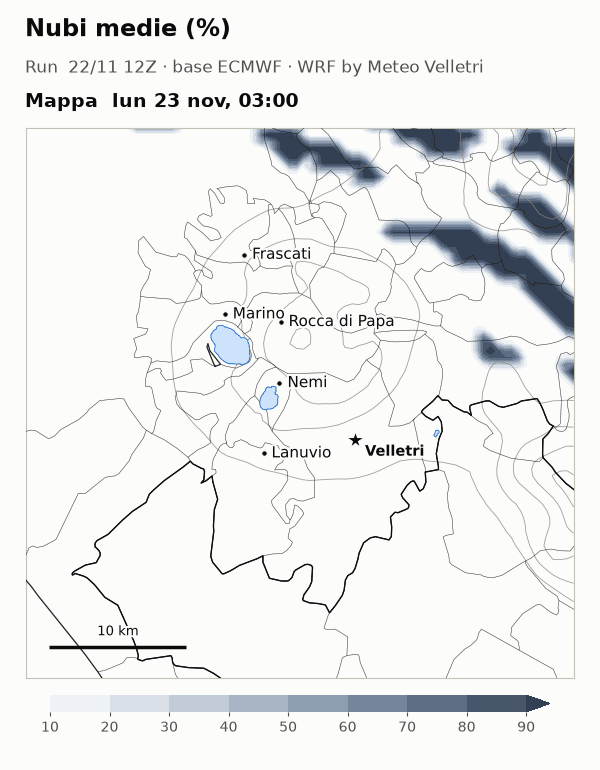 Nubi medie (%)
Run 22/11 12Z · base ECMWF · WRF by Meteo Velletri
Mappa lun 23 nov, 03:00
Frascati
Marino
Rocca di Papa
Nemi
Velletri
Lanuvio
10 km
10 20 30 40 50 60 70 80 90